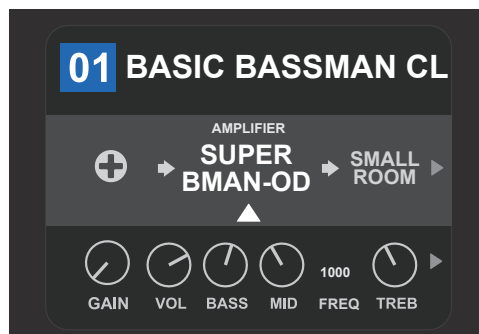 01 BASIC BASSMAN CL
AMPLIFIER
SUPER
BMAN-OD
SMALL
ROOM
1000
GAIN VOL BASS MID FREQ TREB